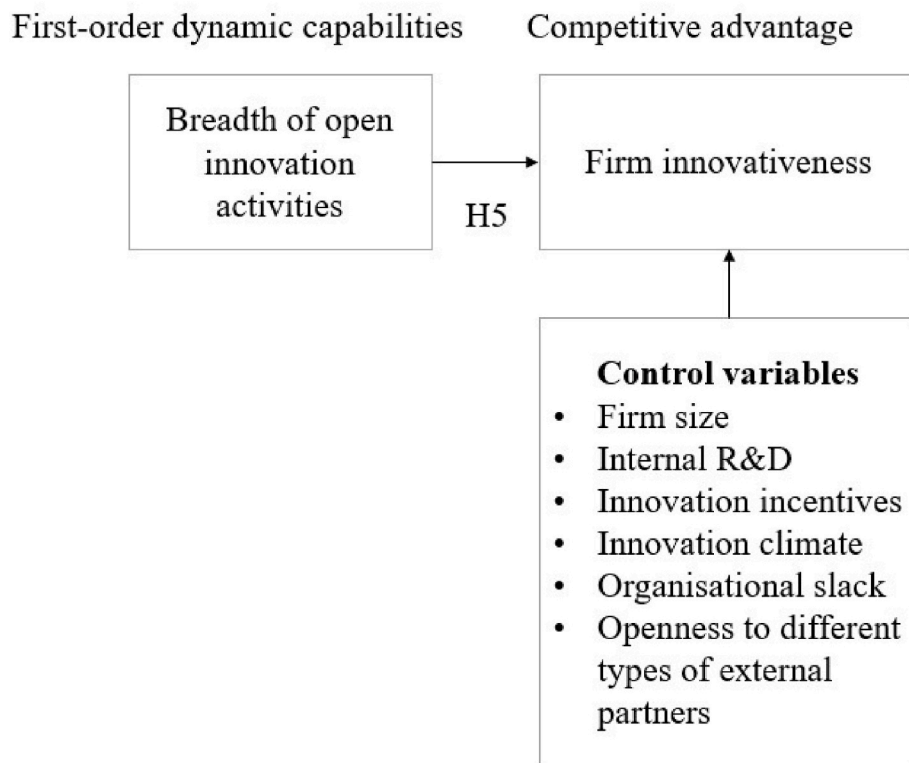 First-order dynamic capabilities
Competitive advantage
Breadth of open
innovation
activities
Firm innovativeness
H5
Control variables
• Firm size
• Internal R&D
• Innovation incentives
• Innovation climate
• Organisational slack
• Openness to different
types of external
partners